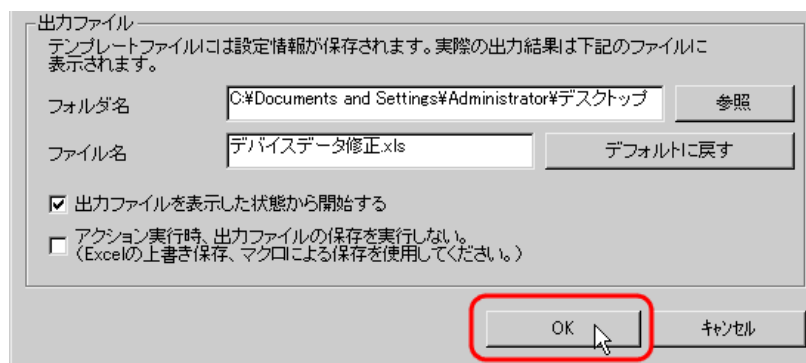 出力ファイル
テンプレートファイルには設定情報が保存されます。実際の出力結果は下記のファイルに
表示されます。
フォルダ名
C:¥Documents and Settings¥Administrator¥デスクトップ
参照
ファイル名
デバイスデータ修正.xls
デフォルトに戻す
出力ファイルを表示した状態から開始する
アクション実行時、出力ファイルの保存を実行しない。
（Excelの上書き保存、マクロによる保存を使用してください。）
OK
キャンセル